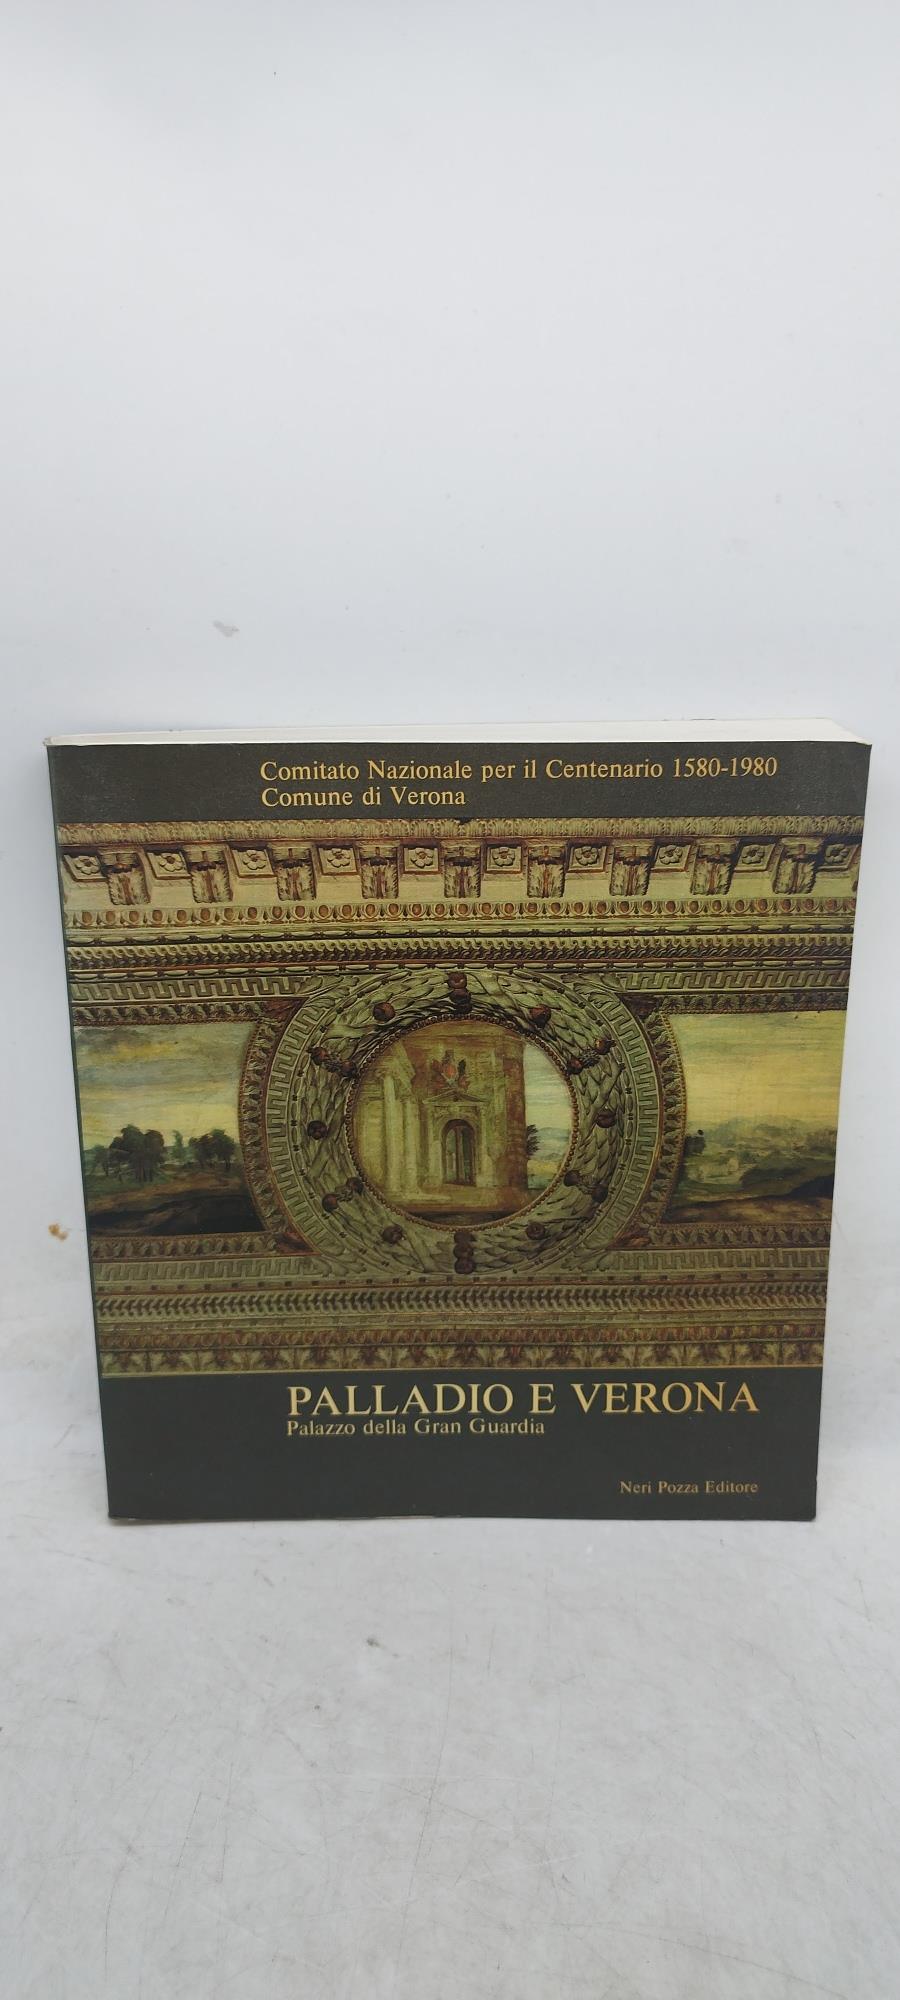 Comitato Nazionale per il Centenario 1580-1980
Comune di Verona
PALLADIO E VERONA
Palazzo della Gran Guardia
Neri Pozza Editore